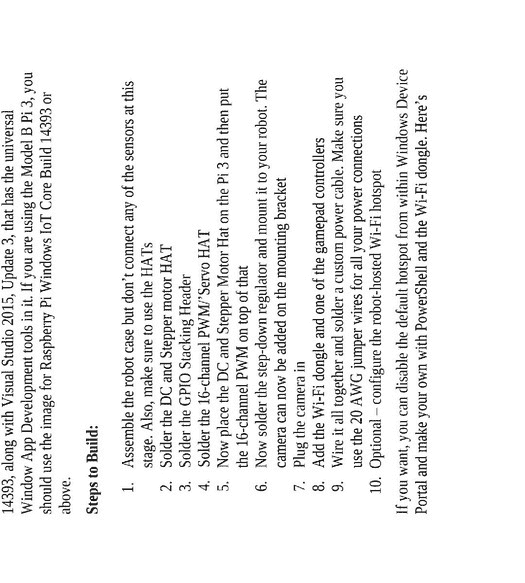 14393, along with Visual Studio 2015, Update 3, that has the universal
Window App Development tools in it. If you are using the Model B Pi 3, you
should use the image for Raspberry Pi Windows IoT Core Build 14393 or
above.
Steps to Build:
1. Assemble the robot case but don't connect any of the sensors at this
stage. Also, make sure to use the HATs
2. Solder the DC and Stepper motor HAT
3. Solder the GPIO Stacking Header
4. Solder the 16-channel PWM/'Servo HAT
5. Now place the DC and Stepper Motor Hat on the Pi 3 and then put
the 16-channel PWM on top of that
6. Now solder the step-down regulator and mount it to your robot. The
camera can now be added on the mounting bracket
7. Plug the camera in
8. Add the Wi-Fi dongle and one of the gamepad controllers
9. Wire it all together and solder a custom power cable. Make sure you
use the 20 AWG jumper wires for all your power connections
10. Optional – configure the robot-hosted Wi-Fi hotspot
If you want, you can disable the default hotspot from within Windows Device
Portal and make your own with PowerShell and the Wi-Fi dongle. Here's